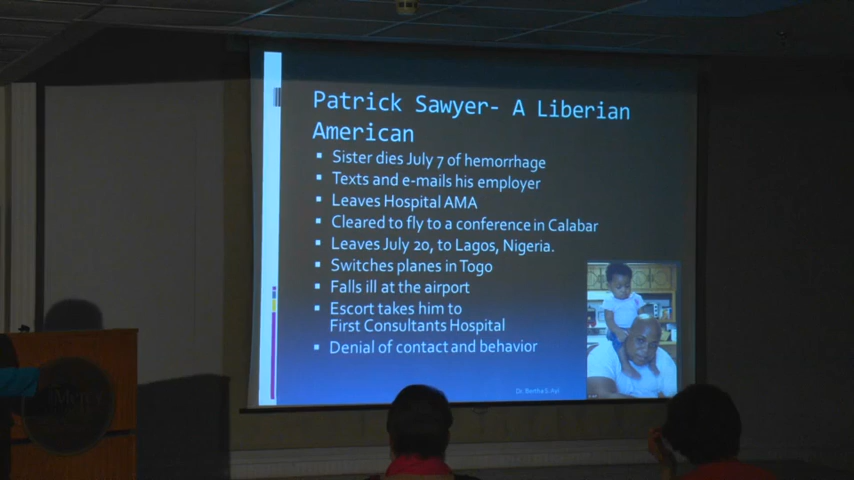 Patrick Sawyer- A Liberian
American
▪ Sister dies July 7 of hemorrhage
▪ Texts and e-mails his employer
▪ Leaves Hospital AMA
▪ Cleared to fly to a conference in Calabar
▪ Leaves July 20, to Lagos, Nigeria.
▪ Switches planes in Togo
▪ Falls ill at the airport
▪ Escort takes him to
First Consultants Hospital
▪ Denial of contact and behavior
Dr. Bertha S.